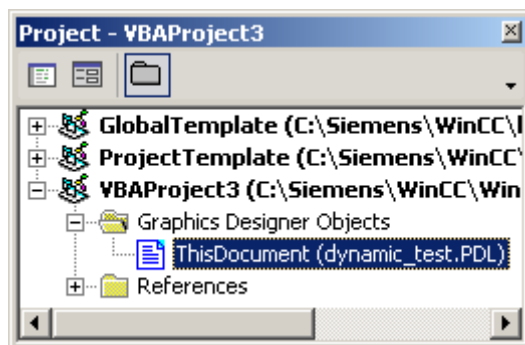 Project - VBAProject3
GlobalTemplate (C:\Siemens\WinCC\
ProjectTemplate (C:\Siemens\WinCC\
VBAProject3 (C:\Siemens\WinCC\Win
Graphics Designer Objects
ThisDocument (dynamic_test.PDL)
References